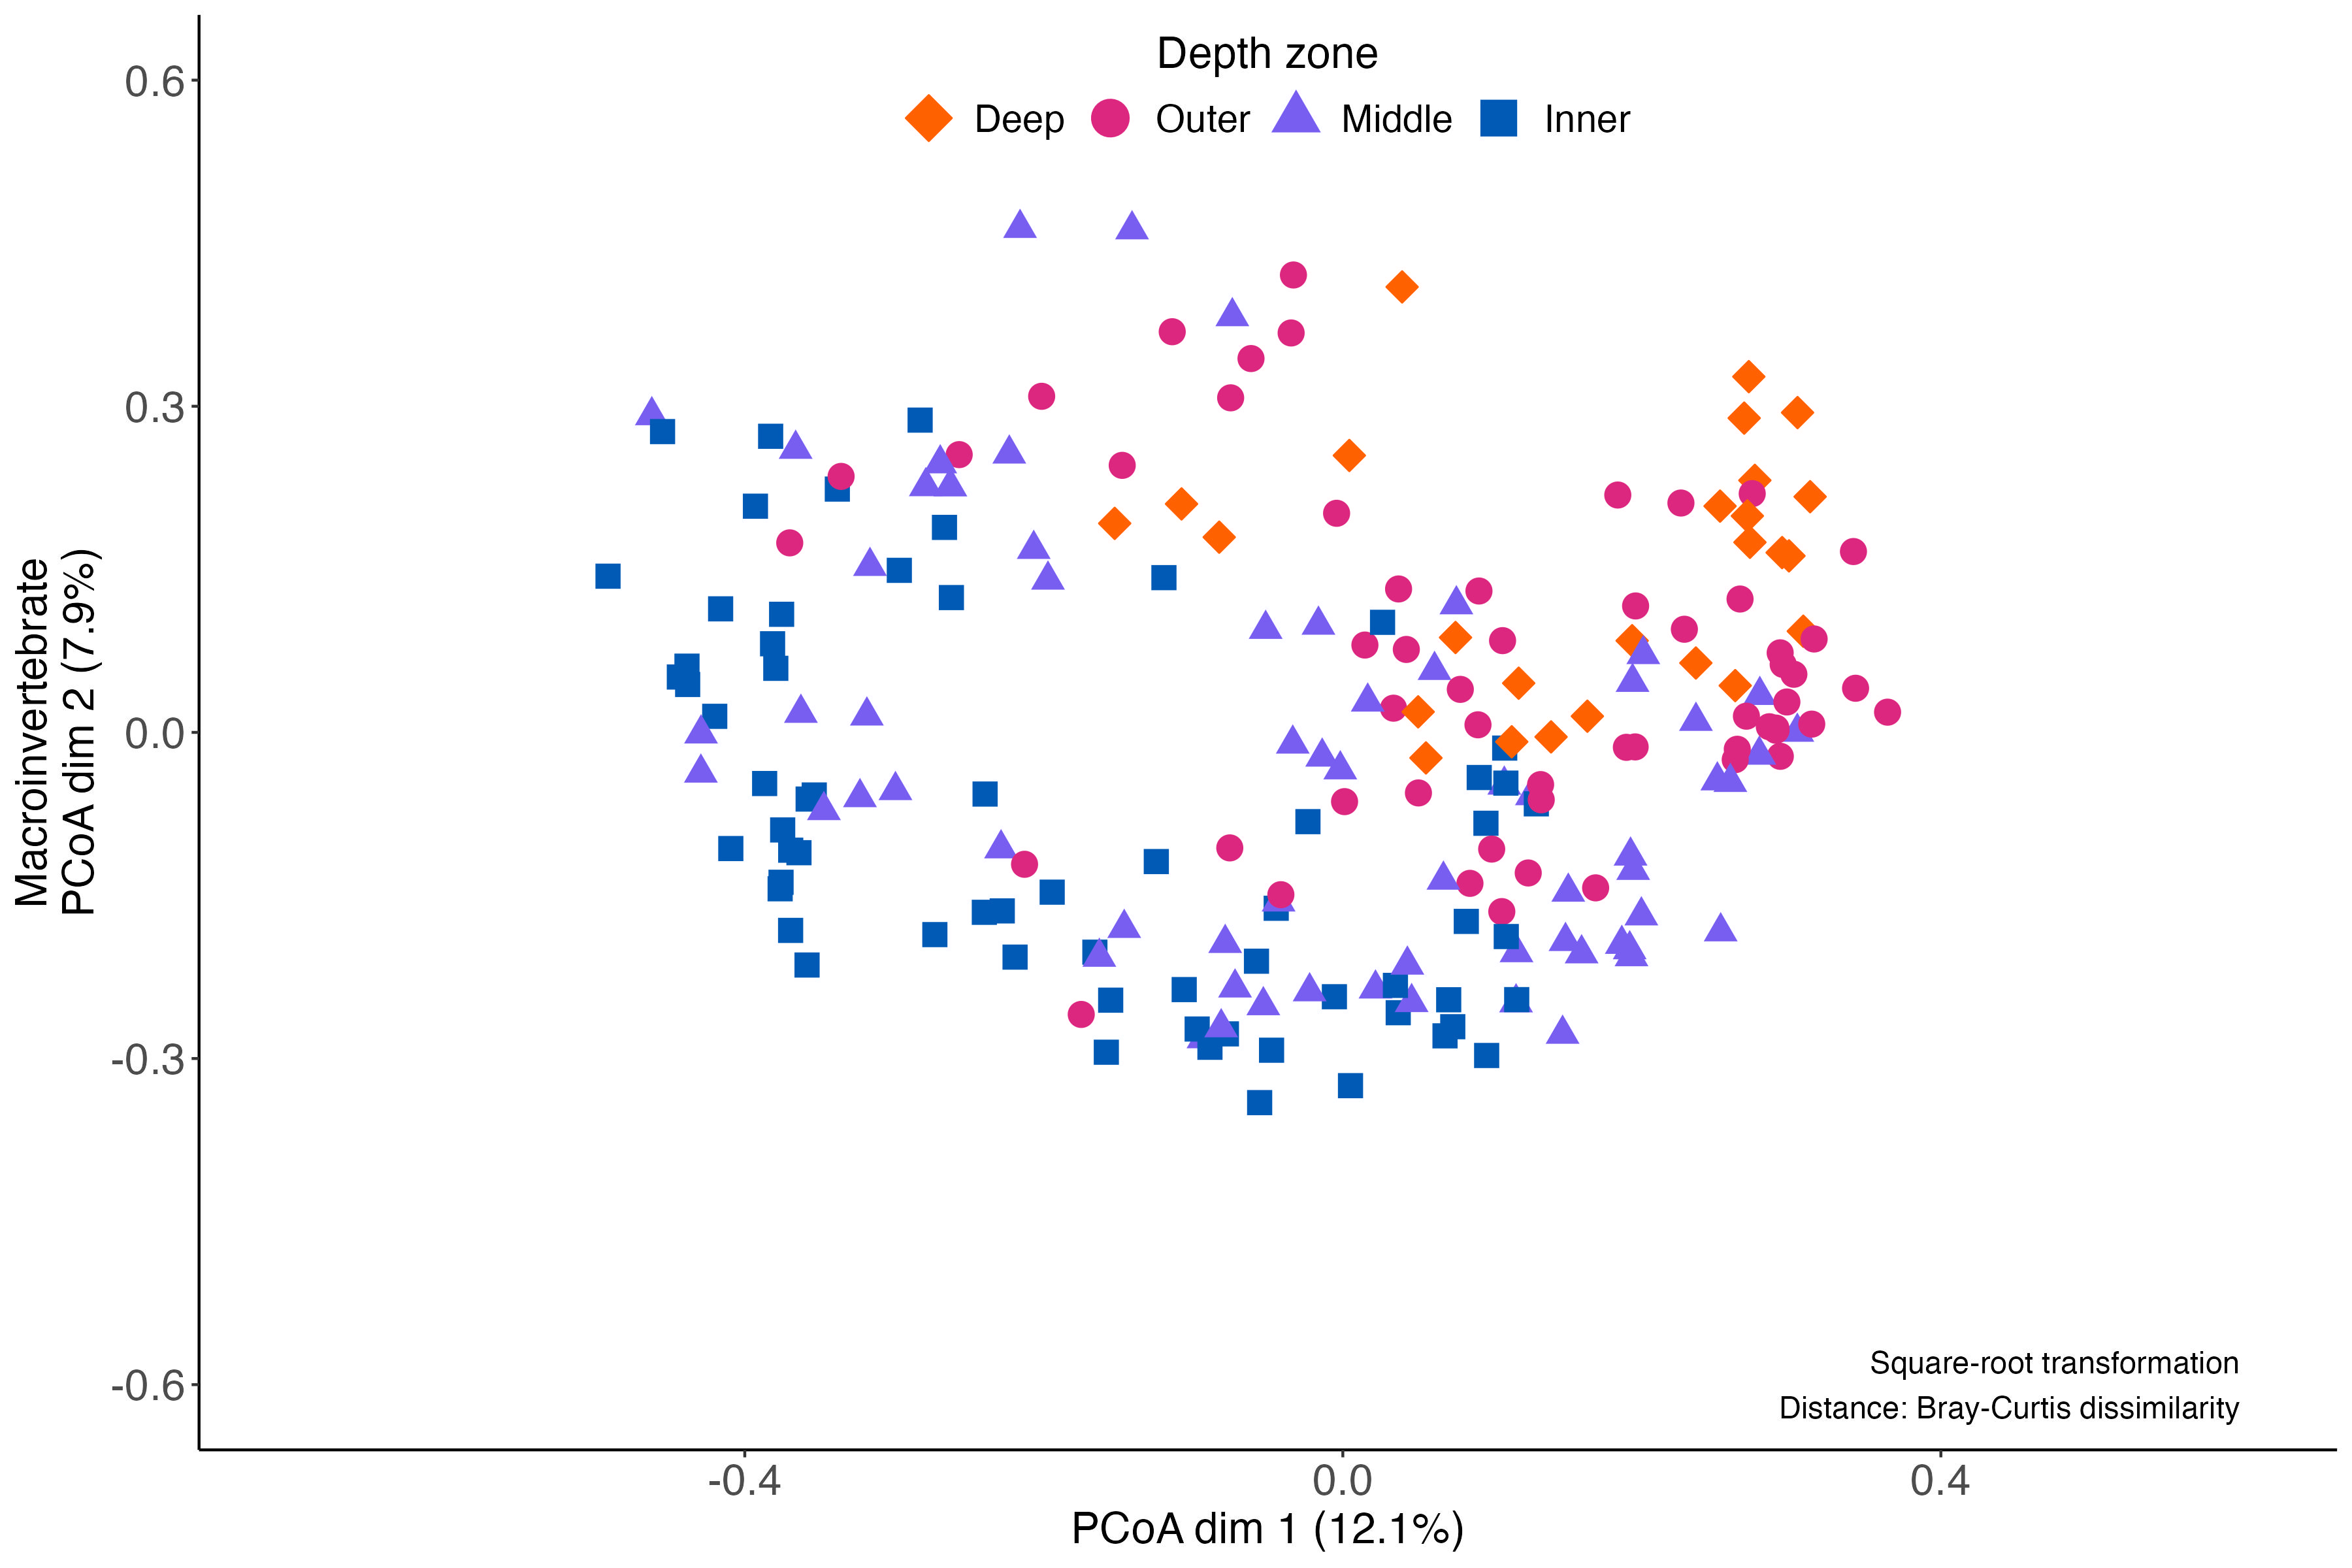 Depth zone
Deep Outer Middle Inner
0.6
0.3
0.0
-0.3
-0.6
Macroinvertebrate
PCoA dim 2 (7.9%)
Square-root transformation
Distance: Bray-Curtis dissimilarity
-0.4 0.0 0.4
PCoA dim 1 (12.1%)